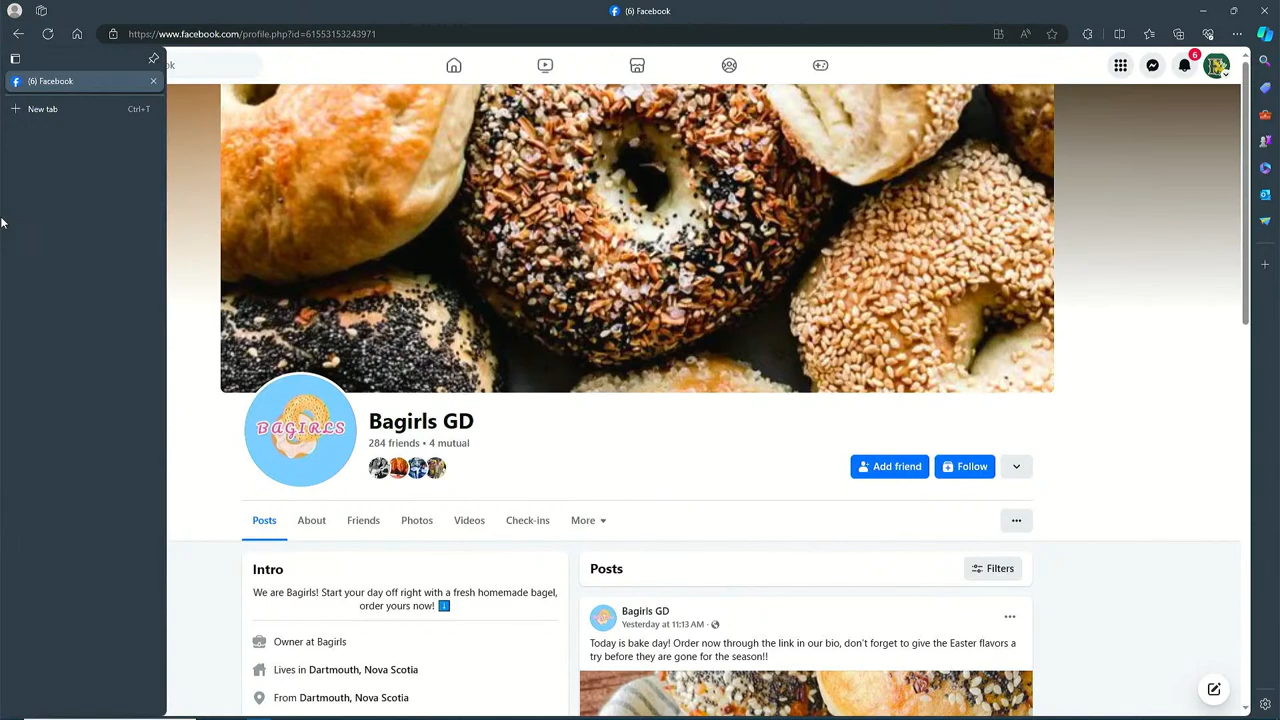 (6) Facebook
https://www.facebook.com/profile.php?id=61553153243971
(6) Facebook
ok
6
New tab Ctrl+T
BAGIRLS
Bagirls GD
284 friends • 4 mutual
Add friend
Follow
Posts About Friends Photos Videos Check-ins More
Intro
We are Bagirls! Start your day off right with a fresh homemade bagel,
order yours now!
Owner at Bagirls
Lives in Dartmouth, Nova Scotia
From Dartmouth, Nova Scotia
Posts
Filters
Bagirls GD
Yesterday at 11:13 AM
Today is bake day! Order now through the link in our bio, don't forget to give the Easter flavors a
try before they are gone for the season!!